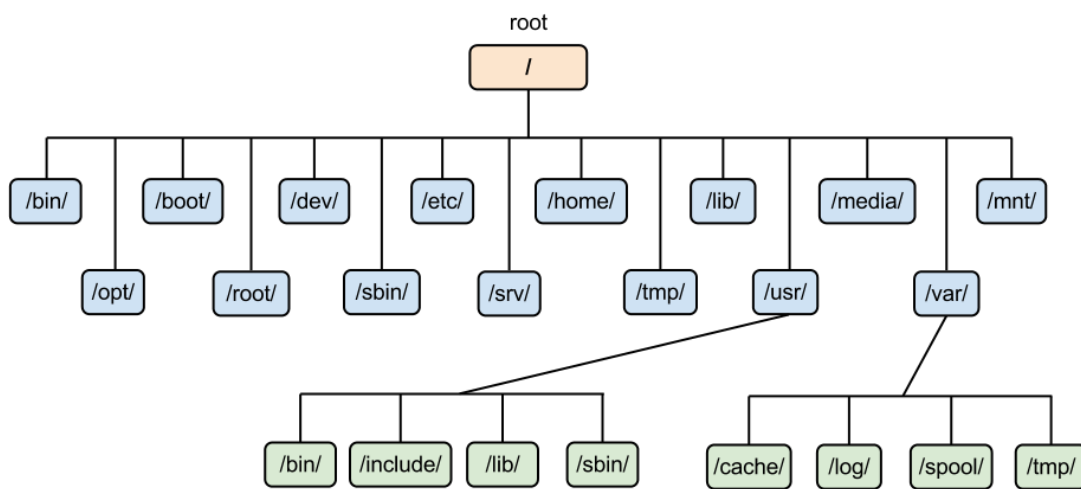 root
/
/bin/ /boot/ /dev/ /etc/ /home/ /lib/ /media/ /mnt/
/opt/ /root/ /sbin/ /srv/ /tmp/ /usr/ /var/
/bin/ /include/ /lib/ /sbin/ /cache/ /log/ /spool/ /tmp/